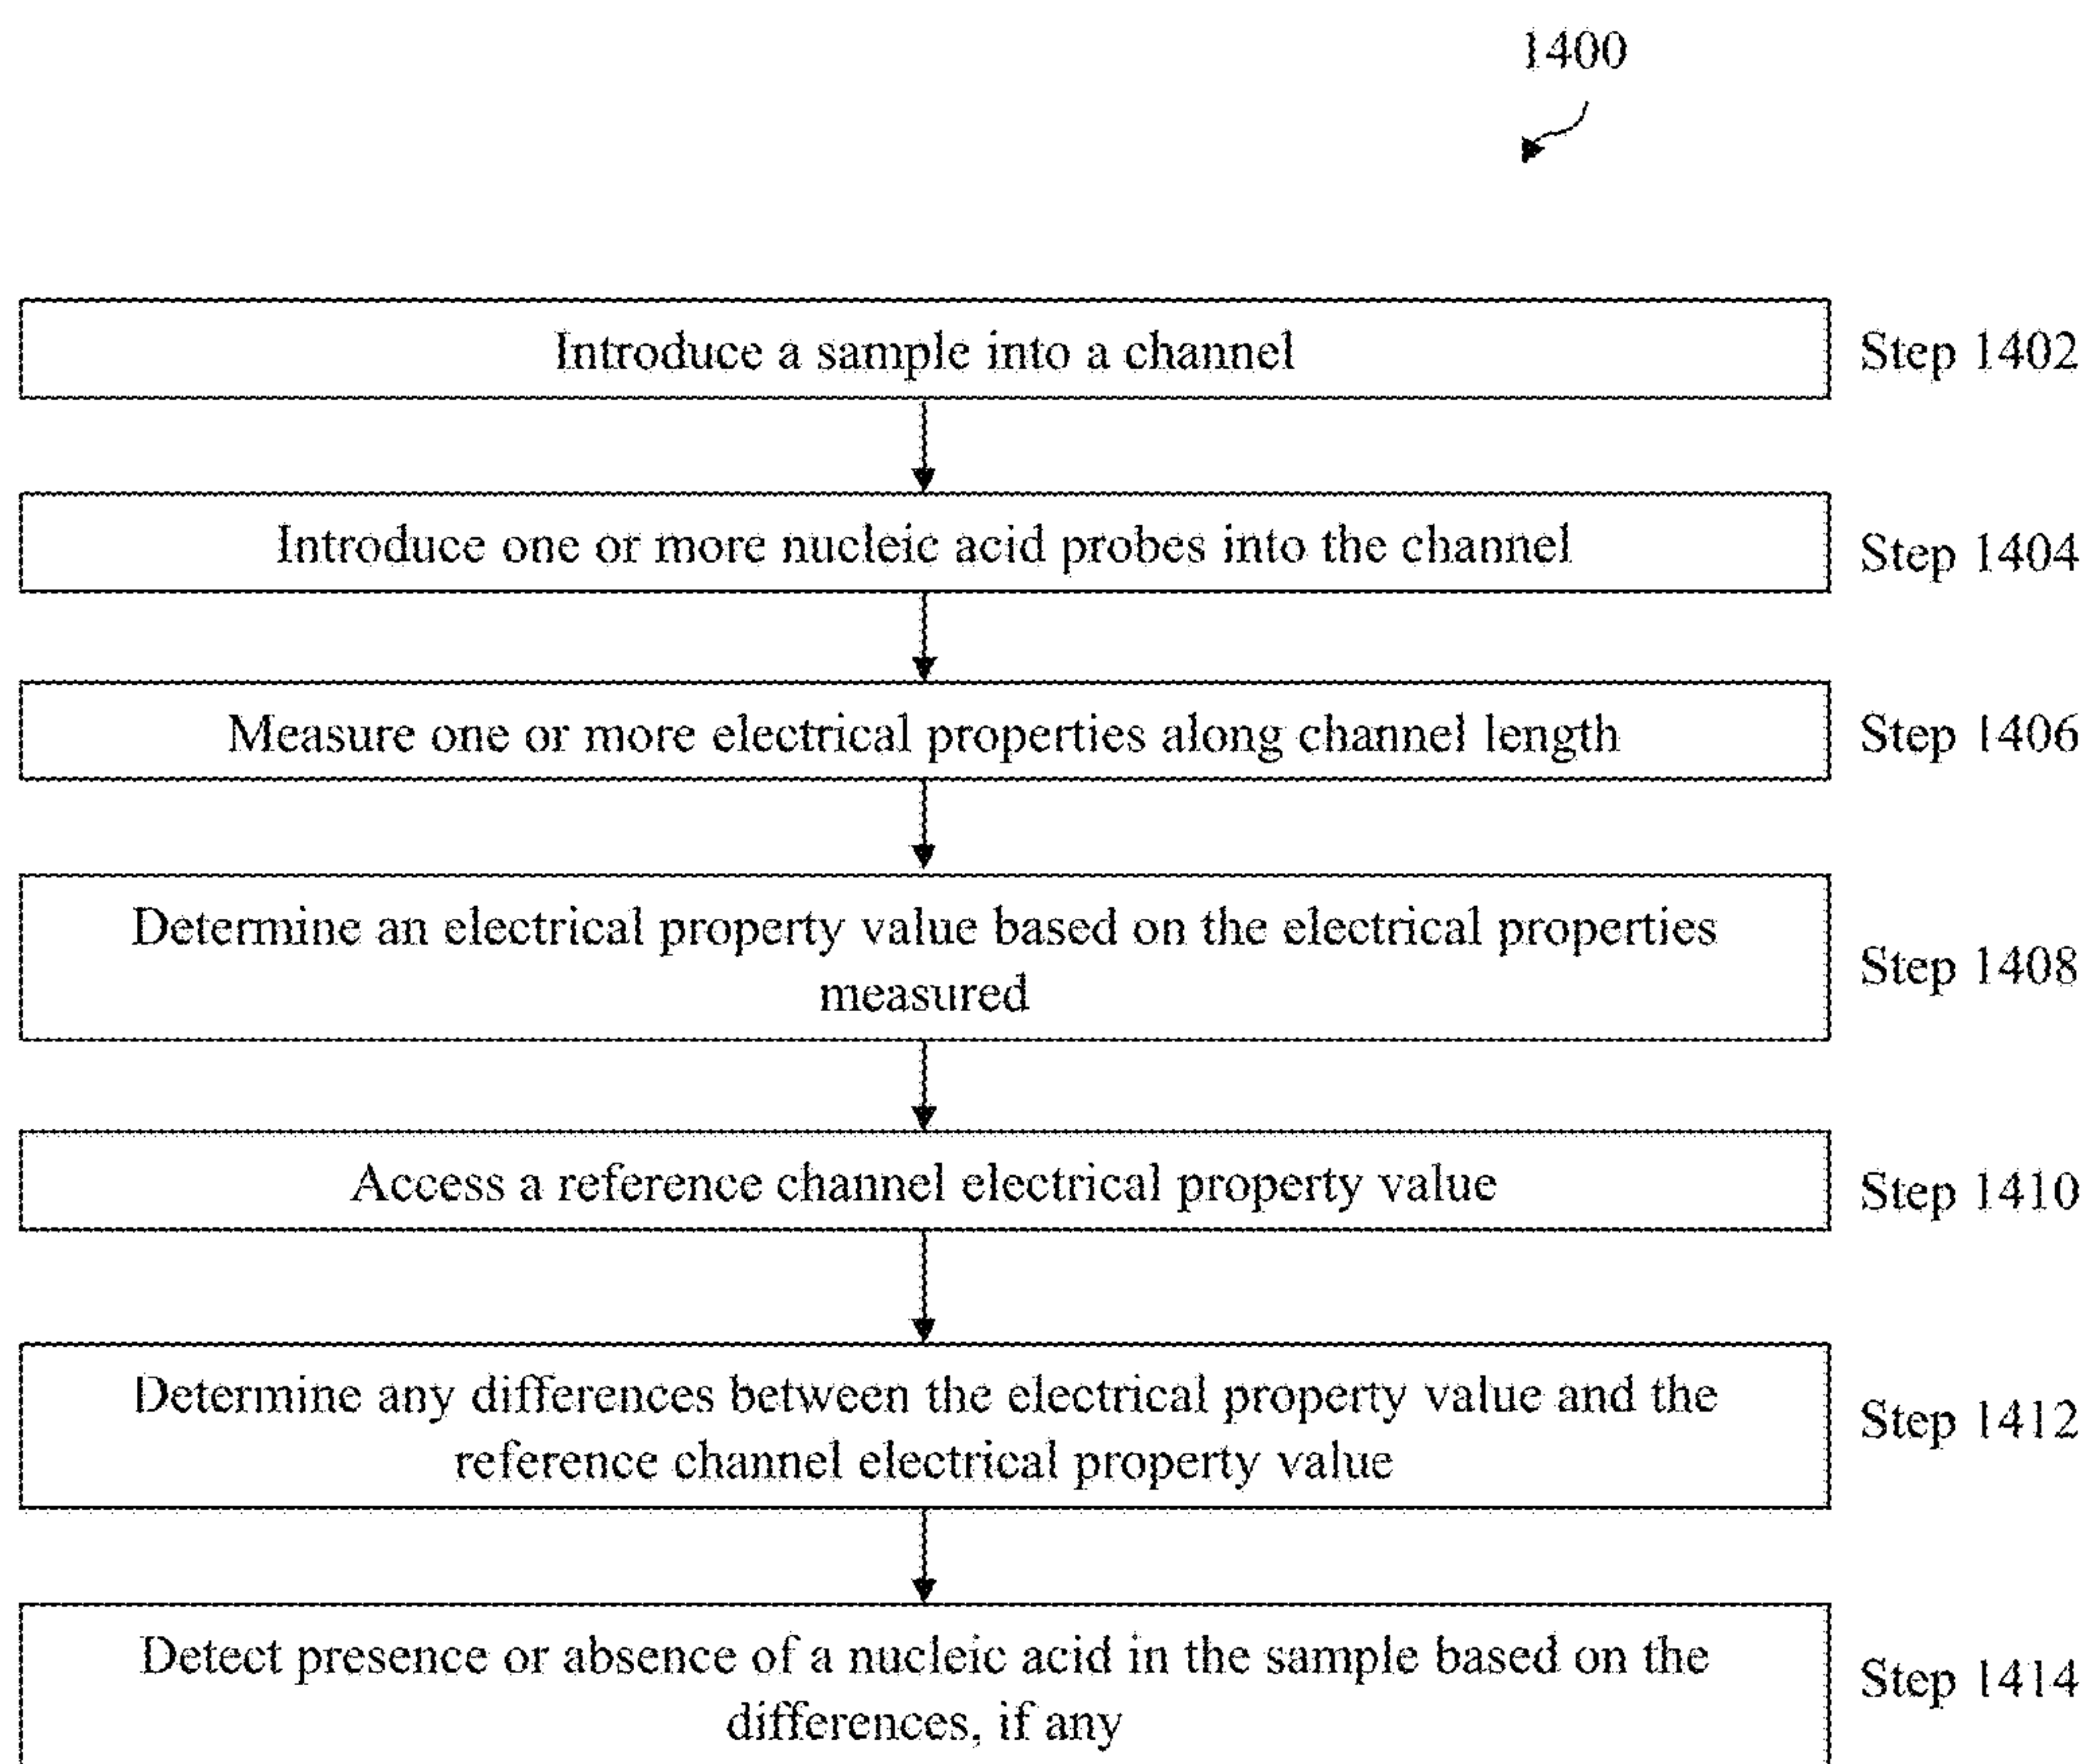 1400
Introduce a sample into a channel
Step 1402
Introduce one or more nucleic acid probes into the channel
Step 1404
Measure one or more electrical properties along channel length
Step 1406
Determine an electrical property value based on the electrical properties
measured
Step 1408
Access a reference channel electrical property value
Step 1410
Determine any differences between the electrical property value and the
reference channel electrical property value
Step 1412
Detect presence or absence of a nucleic acid in the sample based on the
differences, if any
Step 1414